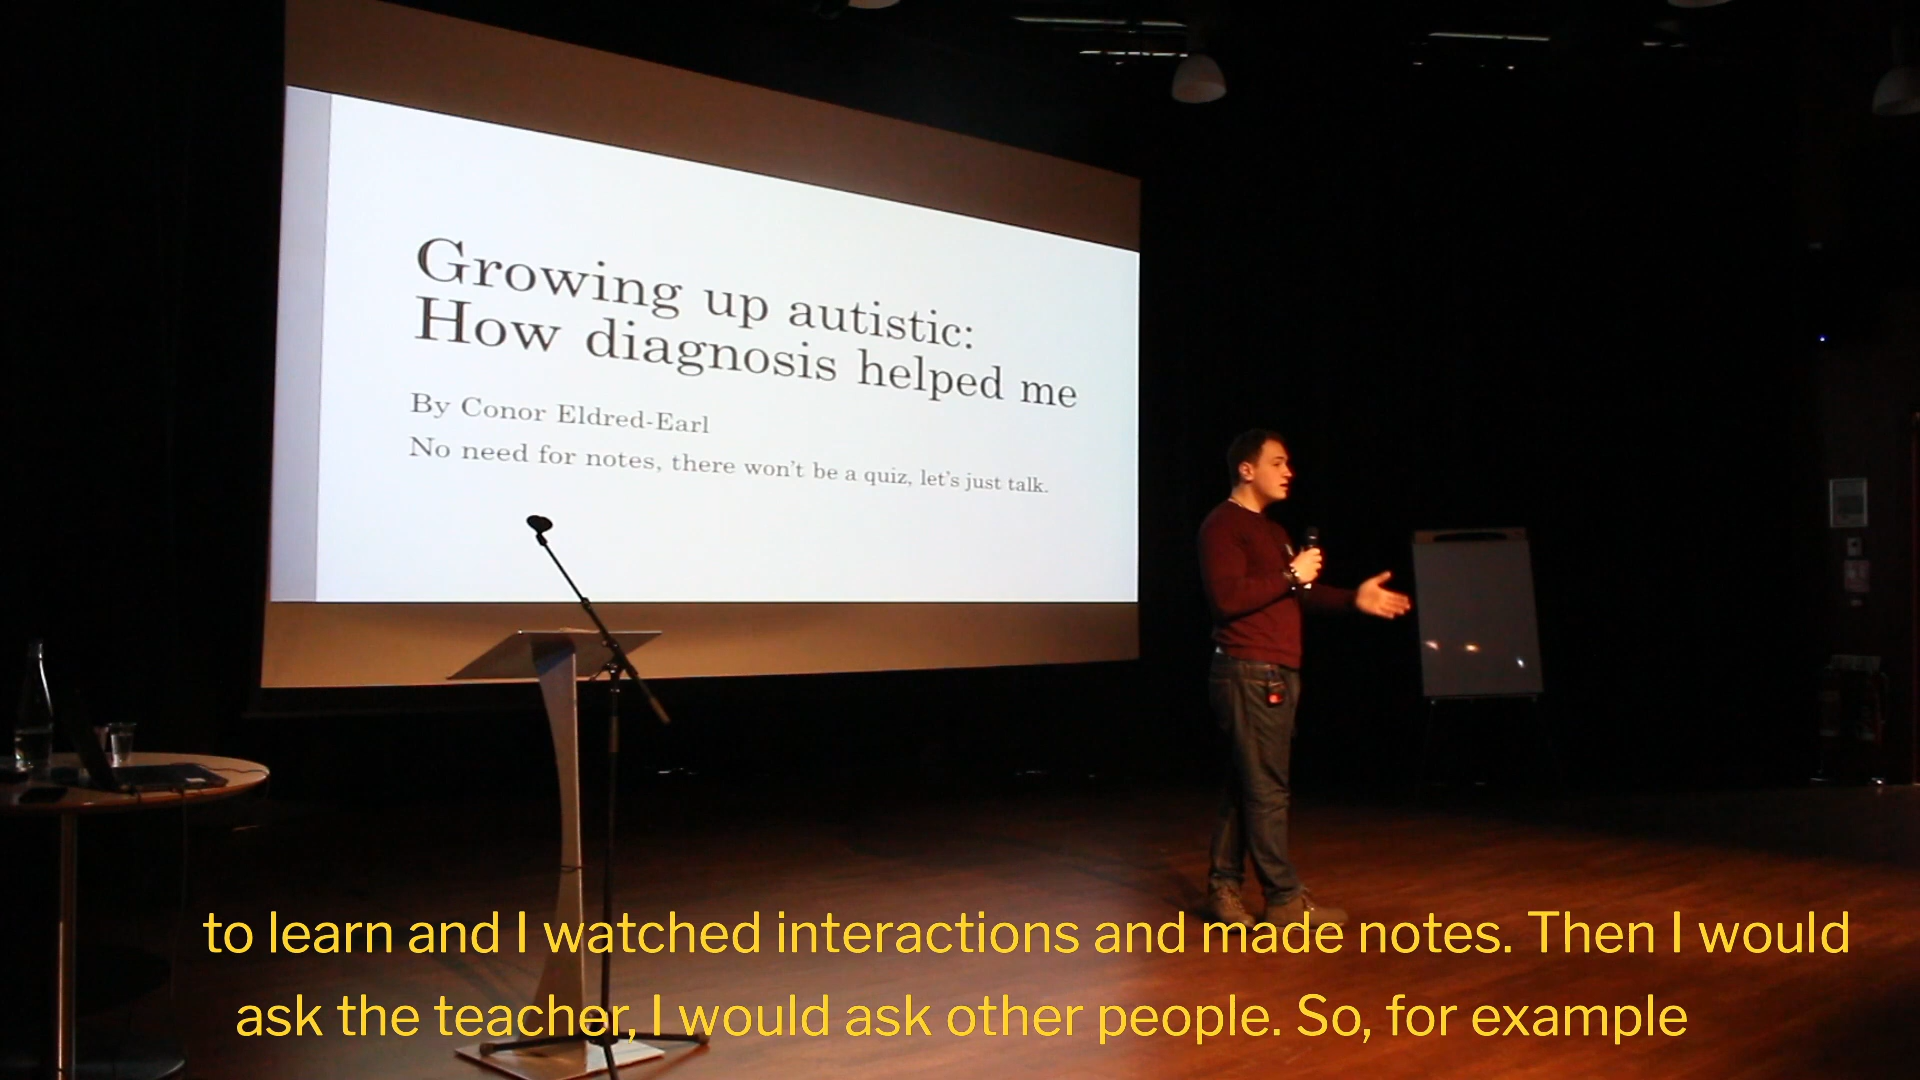 Growing up autistic:
How diagnosis helped me
By Conor Eldred-Earl
No need for notes, there won't be a quiz, let's just talk.
to learn and I watched interactions and made notes. Then I would
ask the teacher, I would ask other people. So, for example